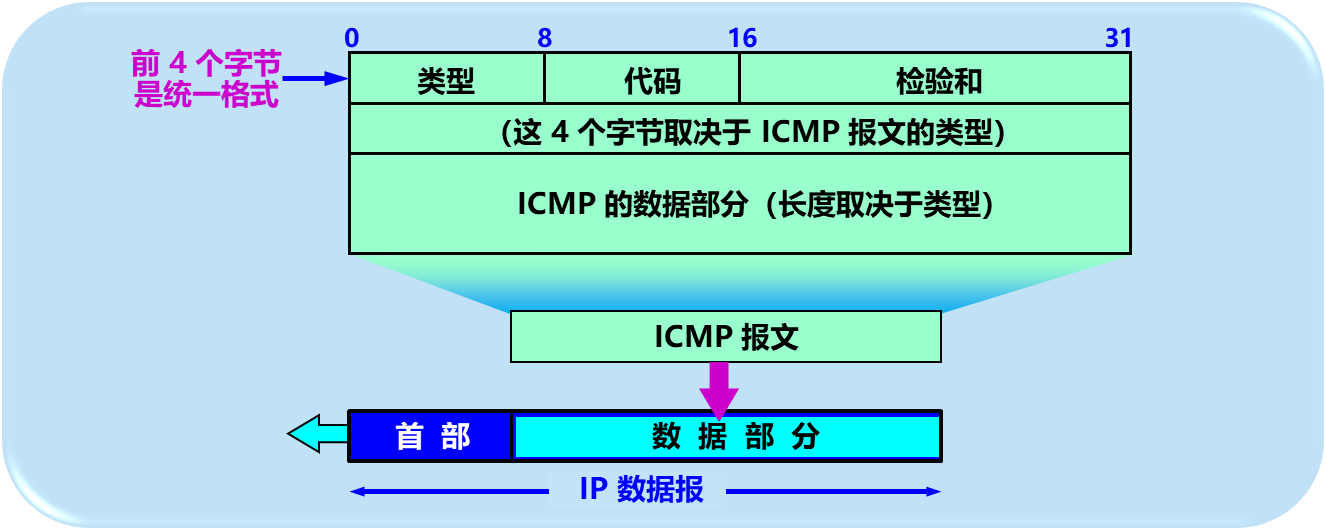 0 8 16 31
前 4 个字节
是统一格式
类型 代码 检验和
（这 4 个字节取决于 ICMP 报文的类型）
ICMP 的数据部分（长度取决于类型）
ICMP 报文
首 部 数 据 部 分
IP 数据报